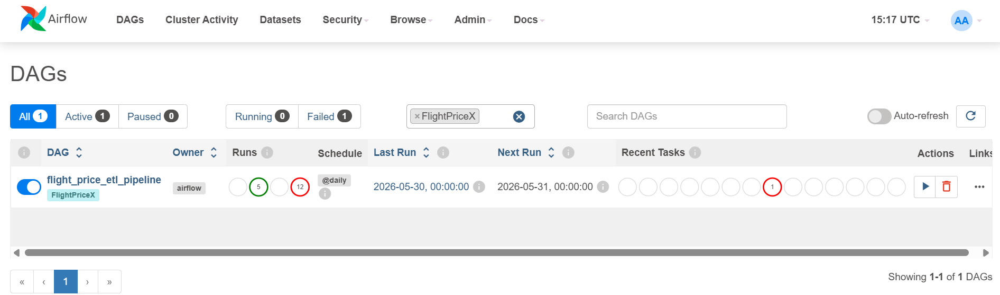 Airflow DAGs Cluster Activity Datasets Security Browse Admin Docs 15:17 UTC AA
DAGs
All 1 Active 1 Paused 0 Running 0 Failed 1 × FlightPriceX Search DAGs Auto-refresh
DAG Owner Runs Schedule Last Run Next Run Recent Tasks Actions Links
flight_price_etl_pipeline airflow 5 12 @daily 2026-05-30, 00:00:00 2026-05-31, 00:00:00 1
FlightPriceX
« ‹ 1 › » Showing 1-1 of 1 DAGs